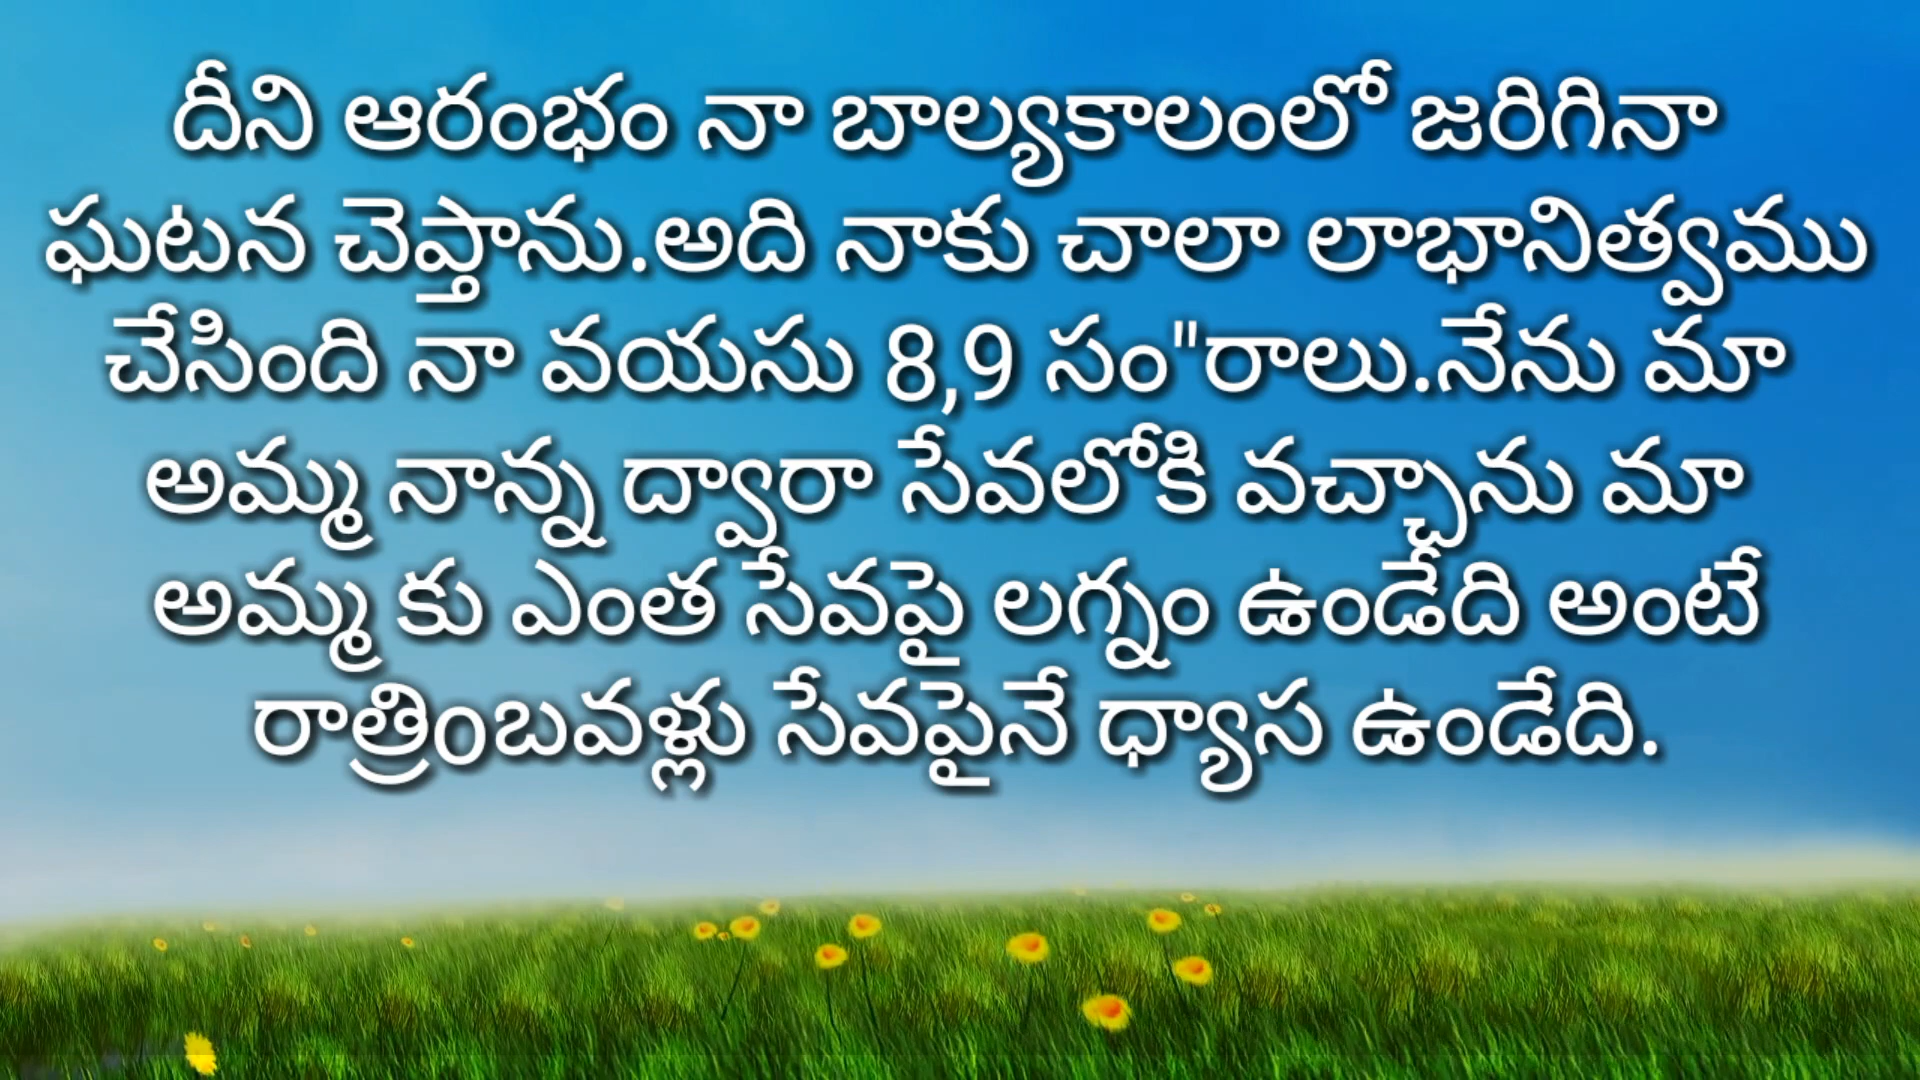 దీని ఆరంభం నా బాల్యకాలంలో జరిగినా
ఘటన చెప్తాను.అది నాకు చాలా లాభానిత్వము
చేసింది నా వయసు 8,9 సం"రాలు.నేను మా
అమ్మ నాన్న ద్వారా సేవలోకి వచ్చాను మా
అమ్మ కు ఎంత సేవపై లగ్నం ఉండేది అంటే
రాత్రింబవళ్లు సేవపైనే ధ్యాస ఉండేది.